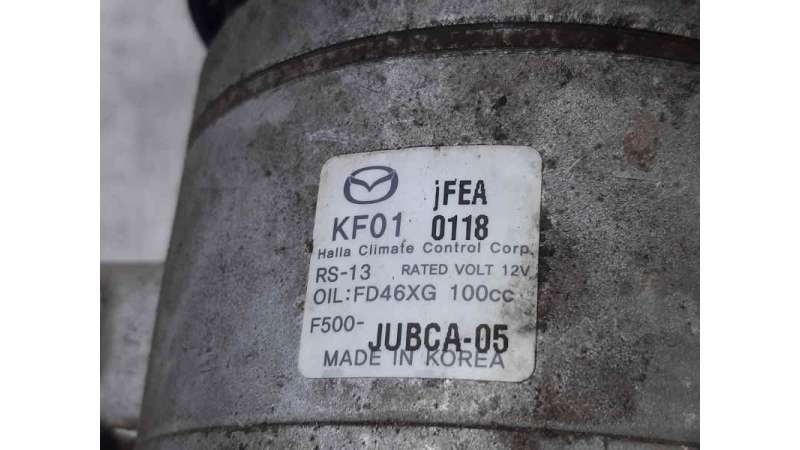 jFEA
KF01 0118
Halla Climate Control Corp.
RS-13 RATED VOLT 12V
OIL:FD46XG 100cc
F500-JUBCA-05
MADE IN KOREA